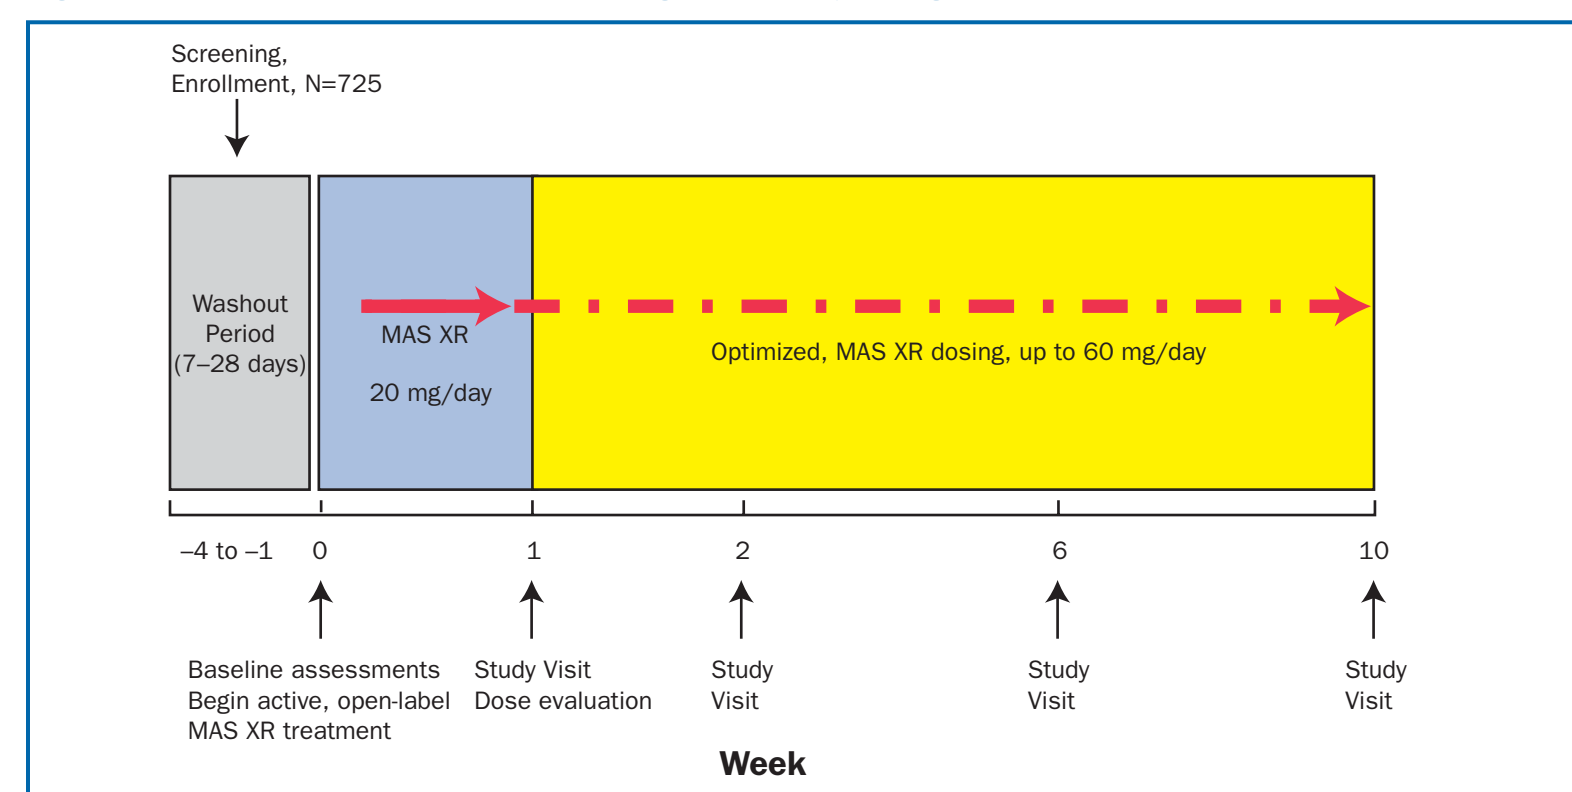 Screening,
Enrollment, N=725
Washout
Period
(7–28 days)
MAS XR
20 mg/day
Optimized, MAS XR dosing, up to 60 mg/day
–4 to –1 0 1 2 6 10
Baseline assessments
Begin active, open-label
MAS XR treatment
Study Visit
Dose evaluation
Study
Visit
Study
Visit
Study
Visit
Week